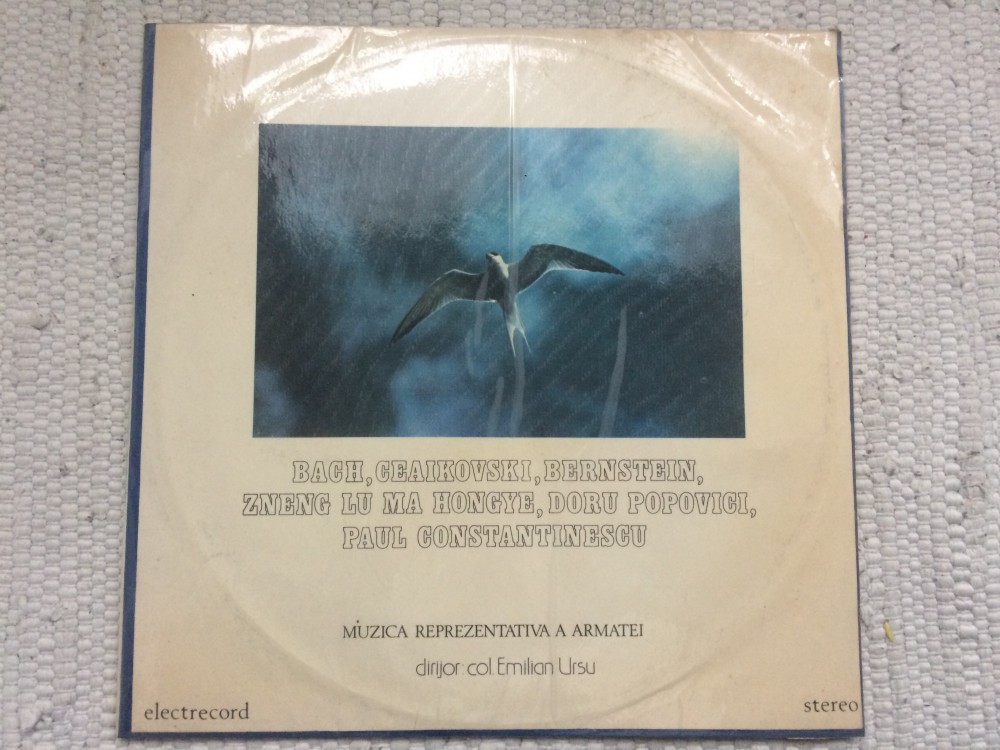 BACH, CEAIKOVSKI, BERNSTEIN,
ZNENG LU MA HONGYE, DORU POPOVICI,
PAUL CONSTANTINESCU
MUZICA REPREZENTATIVA A ARMATEI
dirijor: col. Emilian Ursu
electrecord
stereo